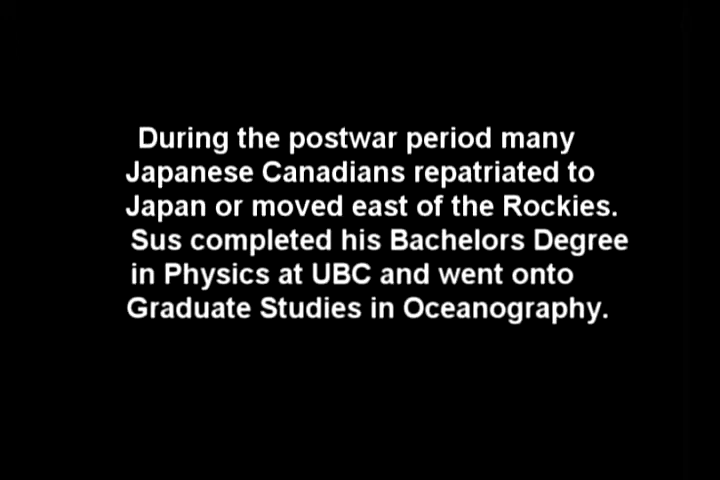 During the postwar period many
Japanese Canadians repatriated to
Japan or moved east of the Rockies.
Sus completed his Bachelors Degree
in Physics at UBC and went onto
Graduate Studies in Oceanography.